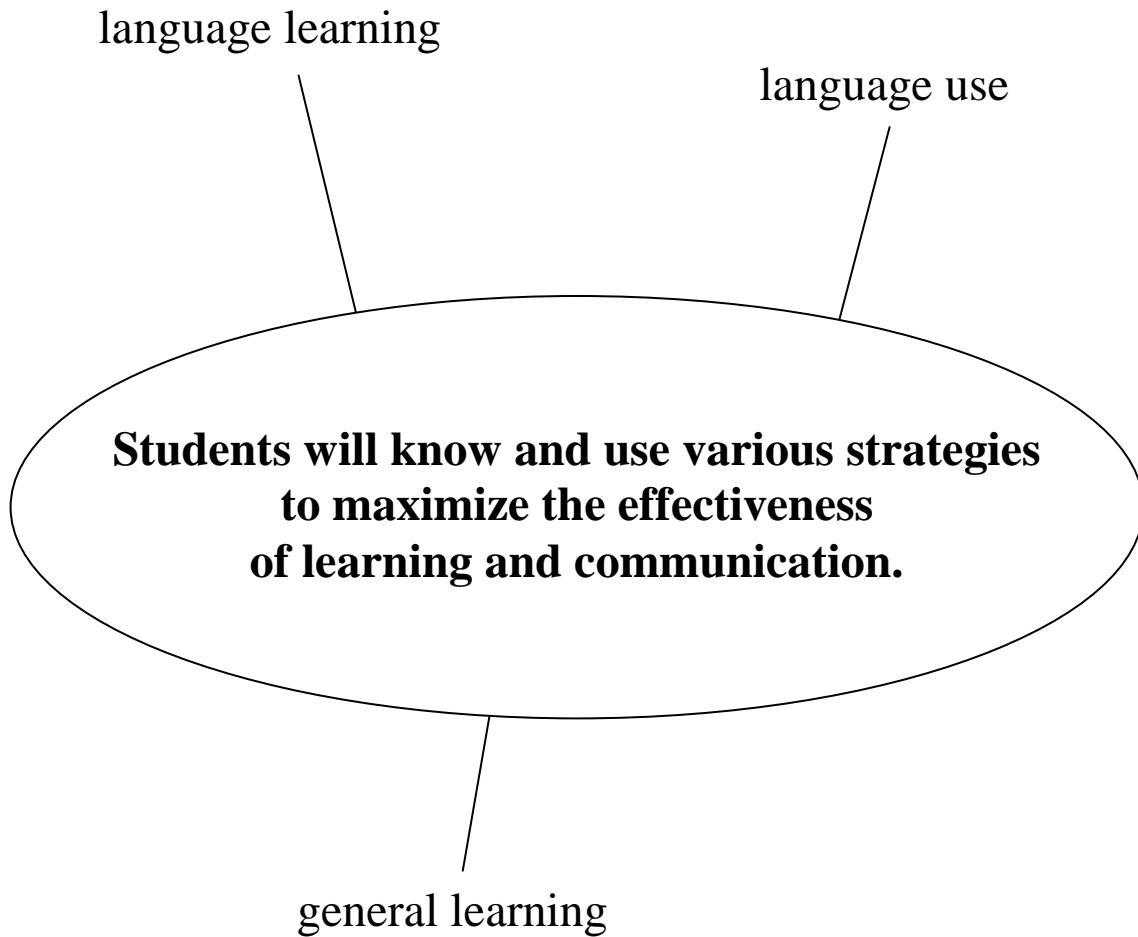 language learning
language use
Students will know and use various strategies
to maximize the effectiveness
of learning and communication.
general learning